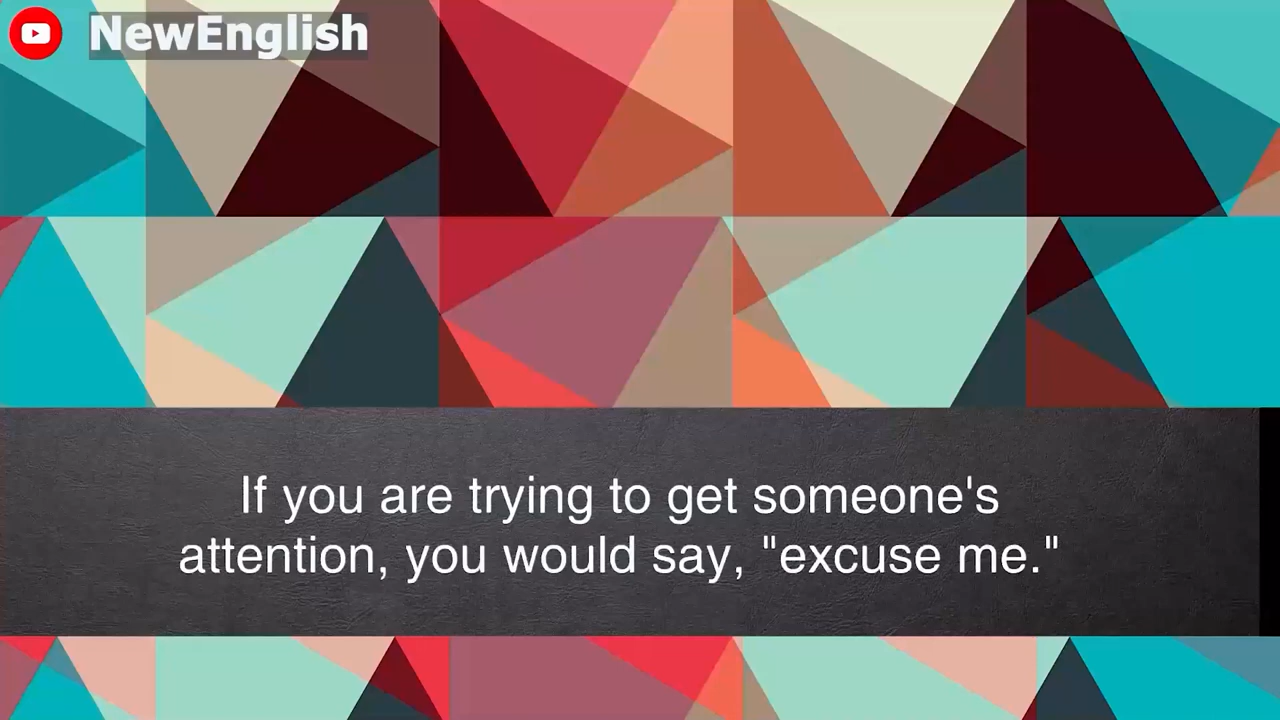 NewEnglish
If you are trying to get someone's
attention, you would say, "excuse me."